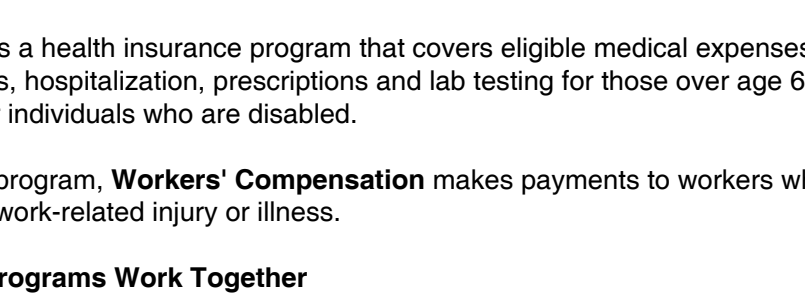 s a health insurance program that covers eligible medical expenses
s, hospitalization, prescriptions and lab testing for those over age 6
individuals who are disabled.
program, Workers' Compensation makes payments to workers wh
work-related injury or illness.
rograms Work Together